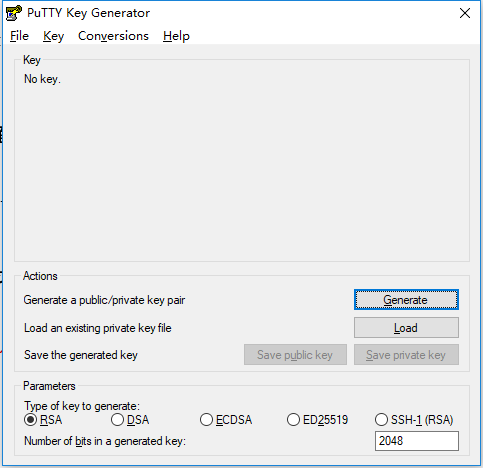 PuTTY Key Generator
File Key Conversions Help
Key
No key.
Actions
Generate a public/private key pair Generate
Load an existing private key file Load
Save the generated key Save public key Save private key
Parameters
Type of key to generate:
RSA DSA ECDSA ED25519 SSH-1 (RSA)
Number of bits in a generated key: 2048